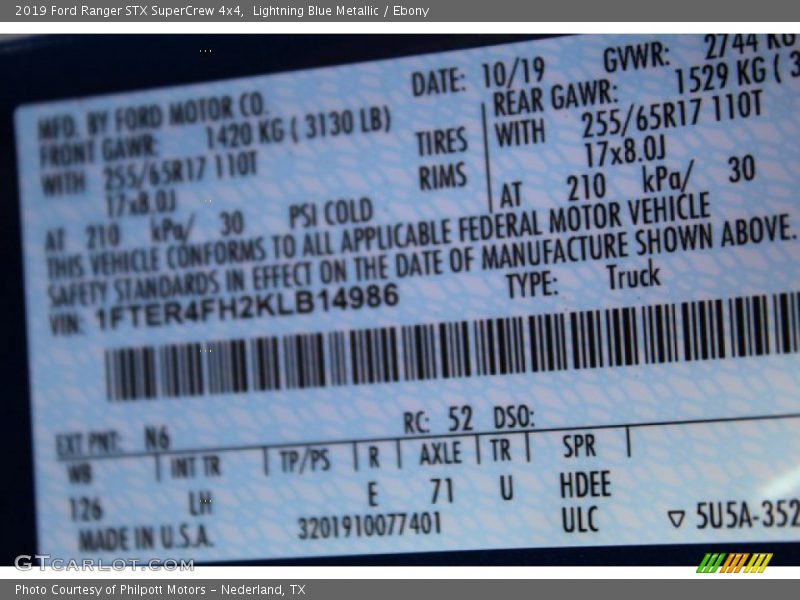 2019 Ford Ranger STX SuperCrew 4x4,  Lightning Blue Metallic / Ebony
MFD. BY FORD MOTOR CO.
DATE: 10/19
GVWR: 2744 KG
FRONT GAWR: 1420 KG ( 3130 LB)
REAR GAWR: 1529 KG ( 3
WITH 255/65R17 110T
TIRES
WITH 255/65R17 110T
17x8.0J
RIMS
17x8.0J
AT 210 kPa/ 30 PSI COLD
AT 210 kPa/ 30
THIS VEHICLE CONFORMS TO ALL APPLICABLE FEDERAL MOTOR VEHICLE
SAFETY STANDARDS IN EFFECT ON THE DATE OF MANUFACTURE SHOWN ABOVE.
VIN: 1FTER4FH2KLB14986
TYPE: Truck
EXT PNT: N6 RC: 52 DSO:
WB INT TR TP/PS R AXLE TR SPR
126 LH E 71 U HDEE
MADE IN U.S.A. 3201910077401 ULC ▽ 5U5A-352
GTCARLOT.COM
Photo Courtesy of Philpott Motors - Nederland, TX